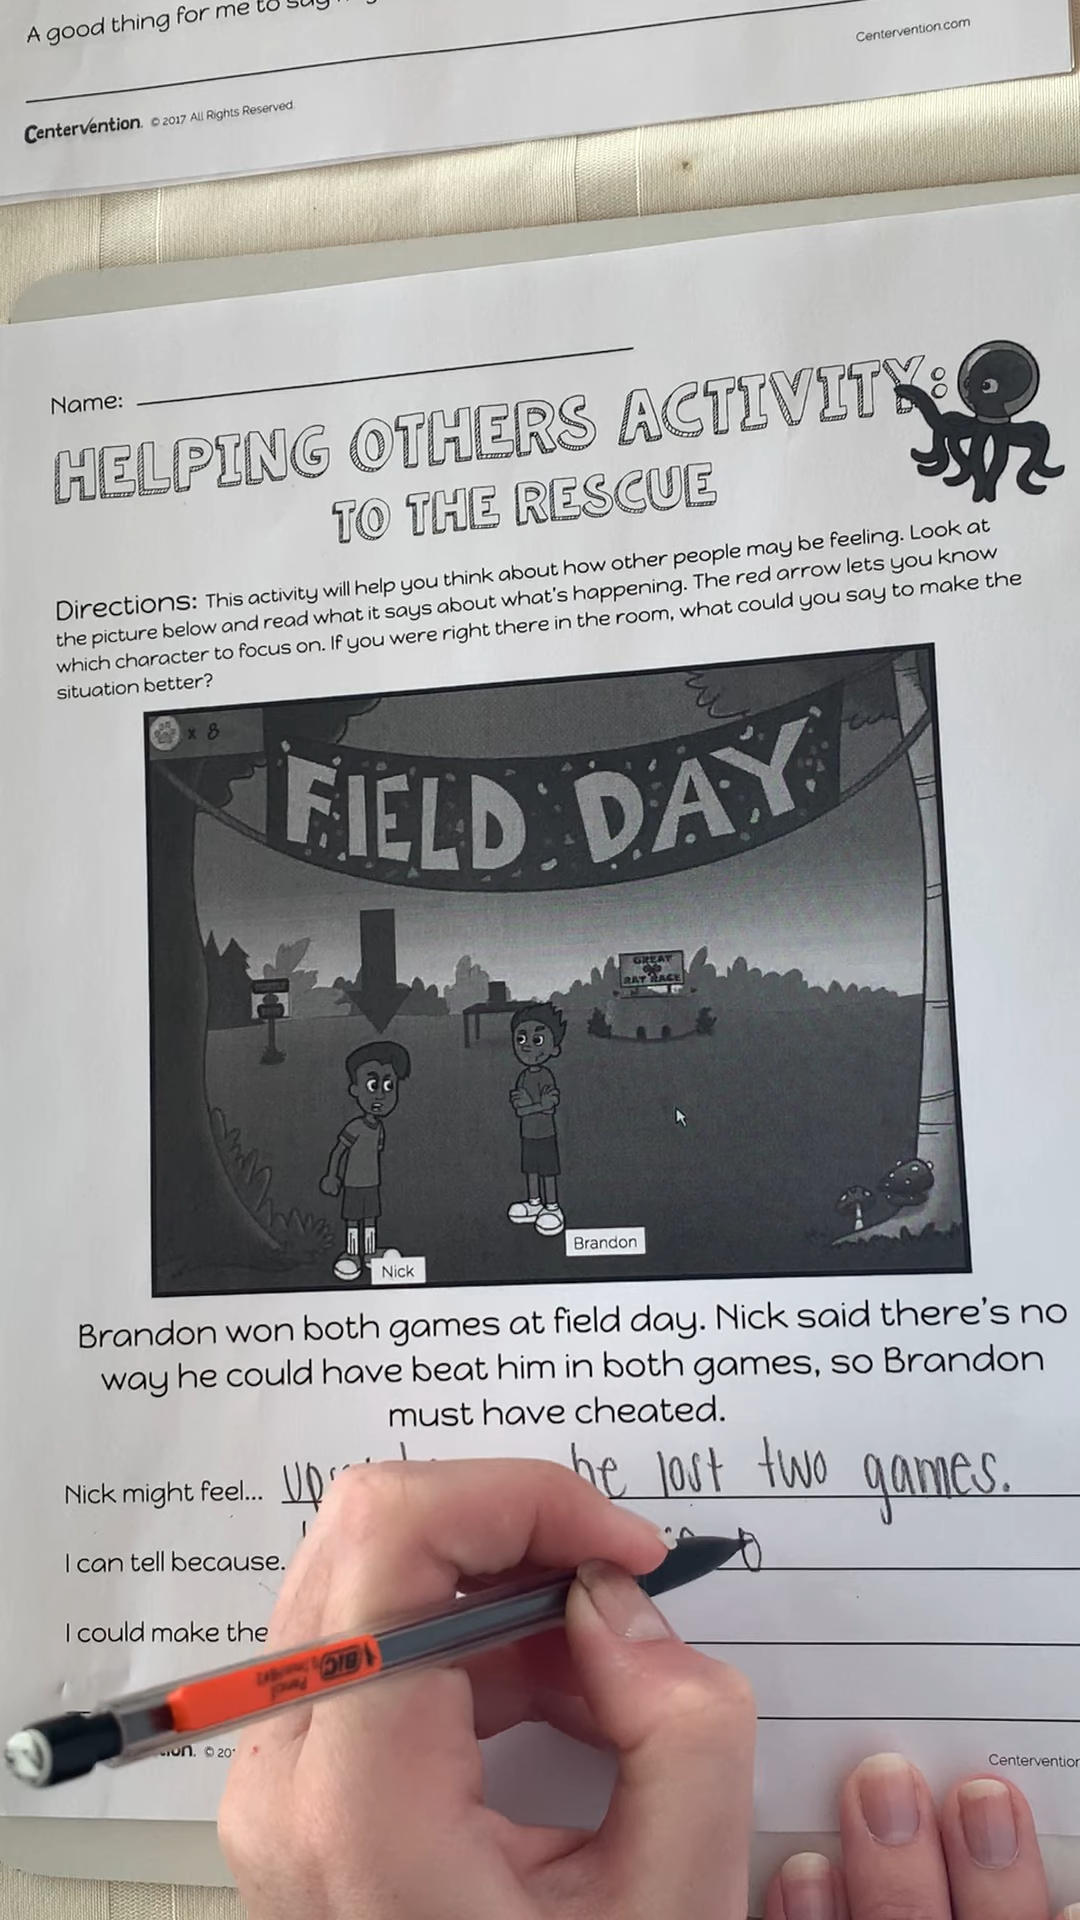 A good thing for me to say
Centervention.com
Centervention. © 2017 All Rights Reserved.
Name:
HELPING OTHERS ACTIVITY:
TO THE RESCUE
Directions: This activity will help you think about how other people may be feeling. Look at
the picture below and read what it says about what's happening. The red arrow lets you know
which character to focus on. If you were right there in the room, what could you say to make the
situation better?
x 8
FIELD DAY
GREAT
RAT RACE
Brandon
Nick
Brandon won both games at field day. Nick said there's no
way he could have beat him in both games, so Brandon
must have cheated.
Nick might feel... he lost two games.
I can tell because.
I could make the
BIC
Pencil
© 20